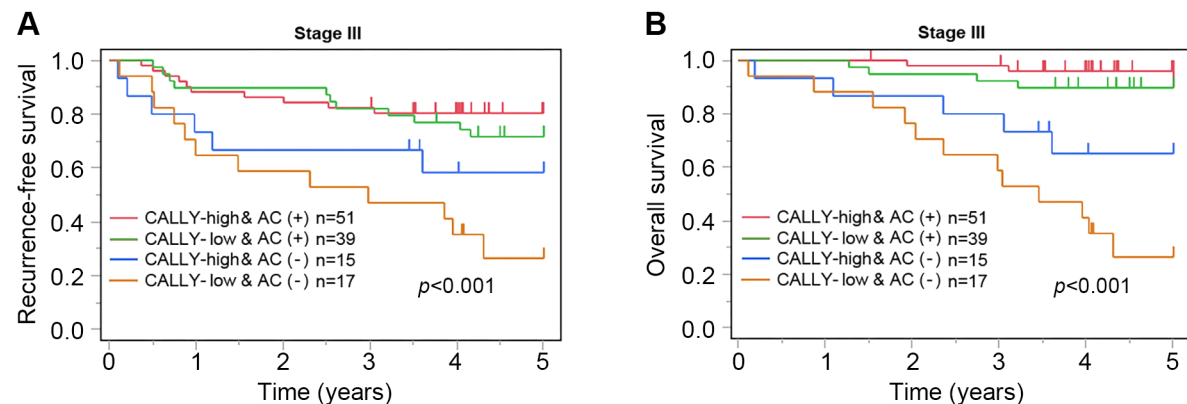 A
Stage III
Recurrence-free survival
1.0
0.8
0.6
0.4
0.2
0.0
CALLY-high & AC (+) n=51
CALLY- low & AC (+) n=39
CALLY-high & AC (-) n=15
CALLY- low & AC (-) n=17
p<0.001
0 1 2 3 4 5
Time (years)
B
Stage III
Overall survival
1.0
0.8
0.6
0.4
0.2
0.0
CALLY-high & AC (+) n=51
CALLY- low & AC (+) n=39
CALLY-high & AC (-) n=15
CALLY- low & AC (-) n=17
p<0.001
0 1 2 3 4 5
Time (years)